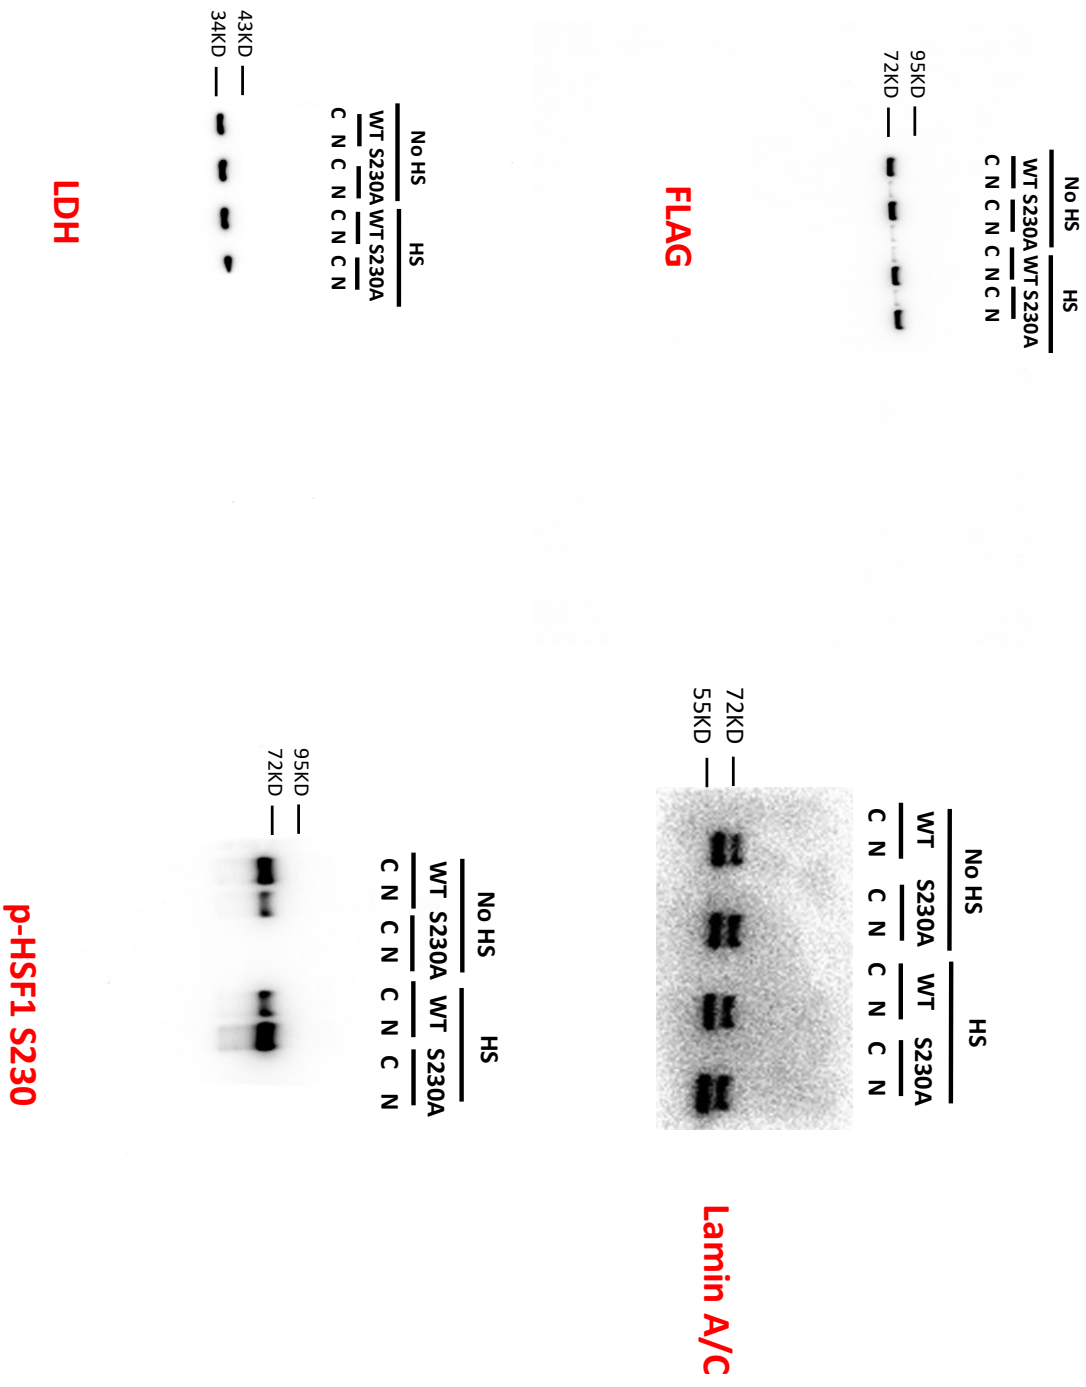 No HS HS
WT S230A WT S230A
C N C N C N C N
95KD
72KD
FLAG
No HS HS
WT S230A WT S230A
C N C N C N C N
72KD
55KD
Lamin A/C
No HS HS
WT S230A WT S230A
C N C N C N C N
43KD
34KD
LDH
No HS HS
WT S230A WT S230A
C N C N C N C N
95KD
72KD
p-HSF1 S230